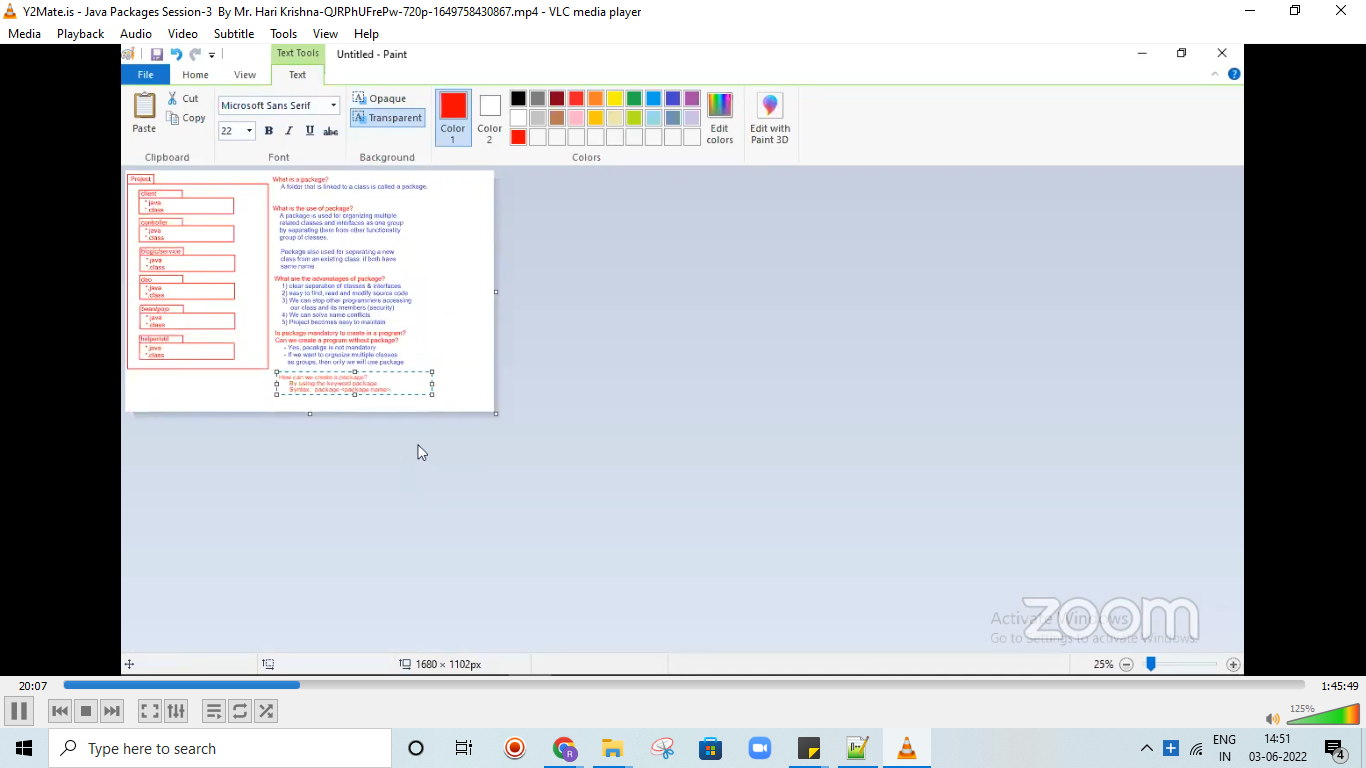 Y2Mate.is - Java Packages Session-3 By Mr. Hari Krishna-QJRPhUFrePw-720p-1649758430867.mp4 - VLC media player
Media Playback Audio Video Subtitle Tools View Help
Text Tools Untitled - Paint
File Home View Text
Paste
Cut
Copy
Clipboard
Microsoft Sans Serif
22 B I U abc
Font
Opaque
Transparent
Background
Color 1
Color 2
Edit colors
Colors
Edit with Paint 3D
Project
client
*.java
*.class
controller
*.java
*.class
blogic/service
*.java
*.class
dao
*.java
*.class
bean/pojo
*.java
*.class
helper/util
*.java
*.class
What is a package?
A folder that is linked to a class is called a package.
What is the use of package?
A package is used for organizing multiple
related classes and interfaces as one group
by separating them from other functionality
group of classes.
Package also used for separating a new
class from an existing class. if both have
same name
What are the advanatages of package?
1) clear separation of classes & interfaces
2) easy to find, read and modify source code
3) We can stop other programmers accessing
our class and its members (security)
4) We can solve name conflicts
5) Project becomes easy to maintain
Is package mandatory to create in a program?
Can we create a program without package?
- Yes, pacakge is not mandatory
- If we want to organize multiple classes
as groups, then only we will use package
How can we create a package?
By using the keyword package
Syntax: package <package name>;
zoom
Activate Windows
Go to Settings to activate Windows.
1680 × 1102px
25%
20:07
1:45:49
125%
Type here to search
R
ENG
IN
14:51
03-06-2022
4